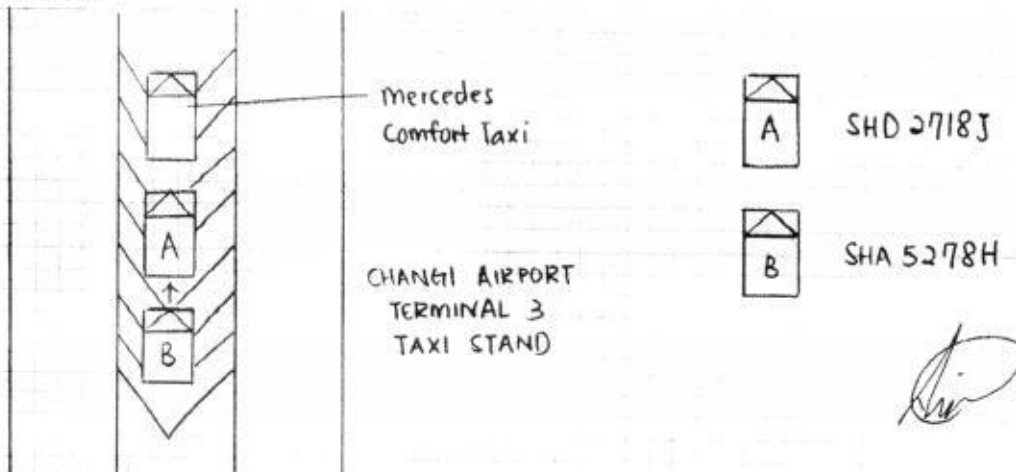 mercedes
Comfort Taxi
A
B
CHANGI AIRPORT
TERMINAL 3
TAXI STAND
A SHD 2718J
B SHA 5278H